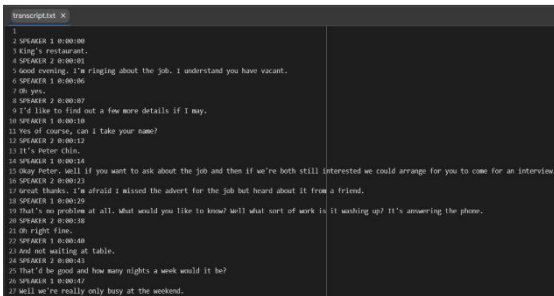 transcript.txt ×
1
2 SPEAKER 1 0:00:00
3 King's restaurant.
4 SPEAKER 2 0:00:01
5 Good evening. I'm ringing about the job. I understand you have vacant.
6 SPEAKER 1 0:00:06
7 Oh yes.
8 SPEAKER 2 0:00:07
9 I'd like to find out a few more details if I may.
10 SPEAKER 1 0:00:10
11 Yes of course, can I take your name?
12 SPEAKER 2 0:00:12
13 It's Peter Chin.
14 SPEAKER 1 0:00:14
15 Okay Peter. Well if you want to ask about the job and then if we're both still interested we could arrange for you to come for an interview
16 SPEAKER 2 0:00:23
17 Great thanks. I'm afraid I missed the advert for the job but heard about it from a friend.
18 SPEAKER 1 0:00:29
19 That's no problem at all. What would you like to know? Well what sort of work is it washing up? It's answering the phone.
20 SPEAKER 2 0:00:38
21 Oh right fine.
22 SPEAKER 1 0:00:40
23 And not waiting at table.
24 SPEAKER 2 0:00:43
25 That'd be good and how many nights a week would it be?
26 SPEAKER 1 0:00:47
27 Well we're really only busy at the weekend.